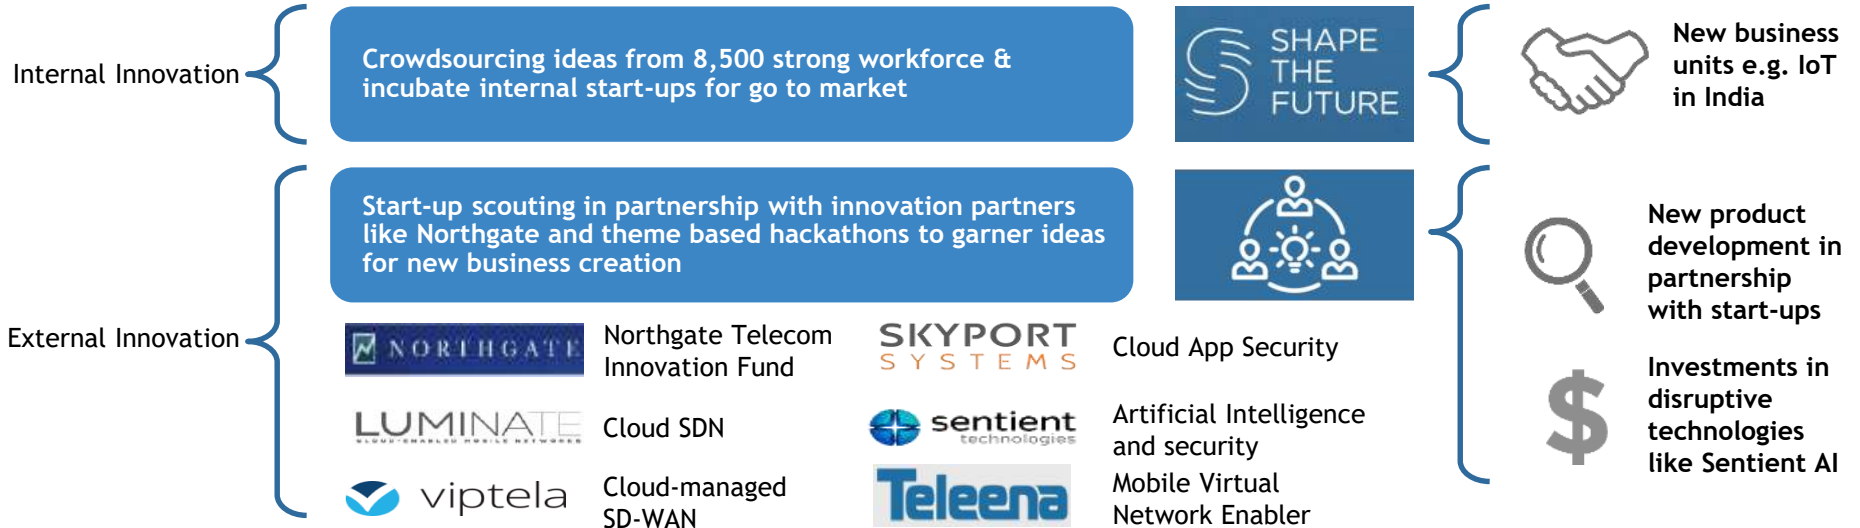 Internal Innovation
Crowdsourcing ideas from 8,500 strong workforce &
incubate internal start-ups for go to market
SHAPE
THE
FUTURE
New business
units e.g. IoT
in India
External Innovation
Start-up scouting in partnership with innovation partners
like Northgate and theme based hackathons to garner ideas
for new business creation
New product
development in
partnership
with start-ups
Investments in
disruptive
technologies
like Sentient AI
NORTHGATE
Northgate Telecom
Innovation Fund
SKYPORT
SYSTEMS
Cloud App Security
LUMINATE
CLOUD-ENABLED MOBILE NETWORKS
Cloud SDN
sentient
technologies
Artificial Intelligence
and security
viptela
Cloud-managed
SD-WAN
Teleena
Mobile Virtual
Network Enabler